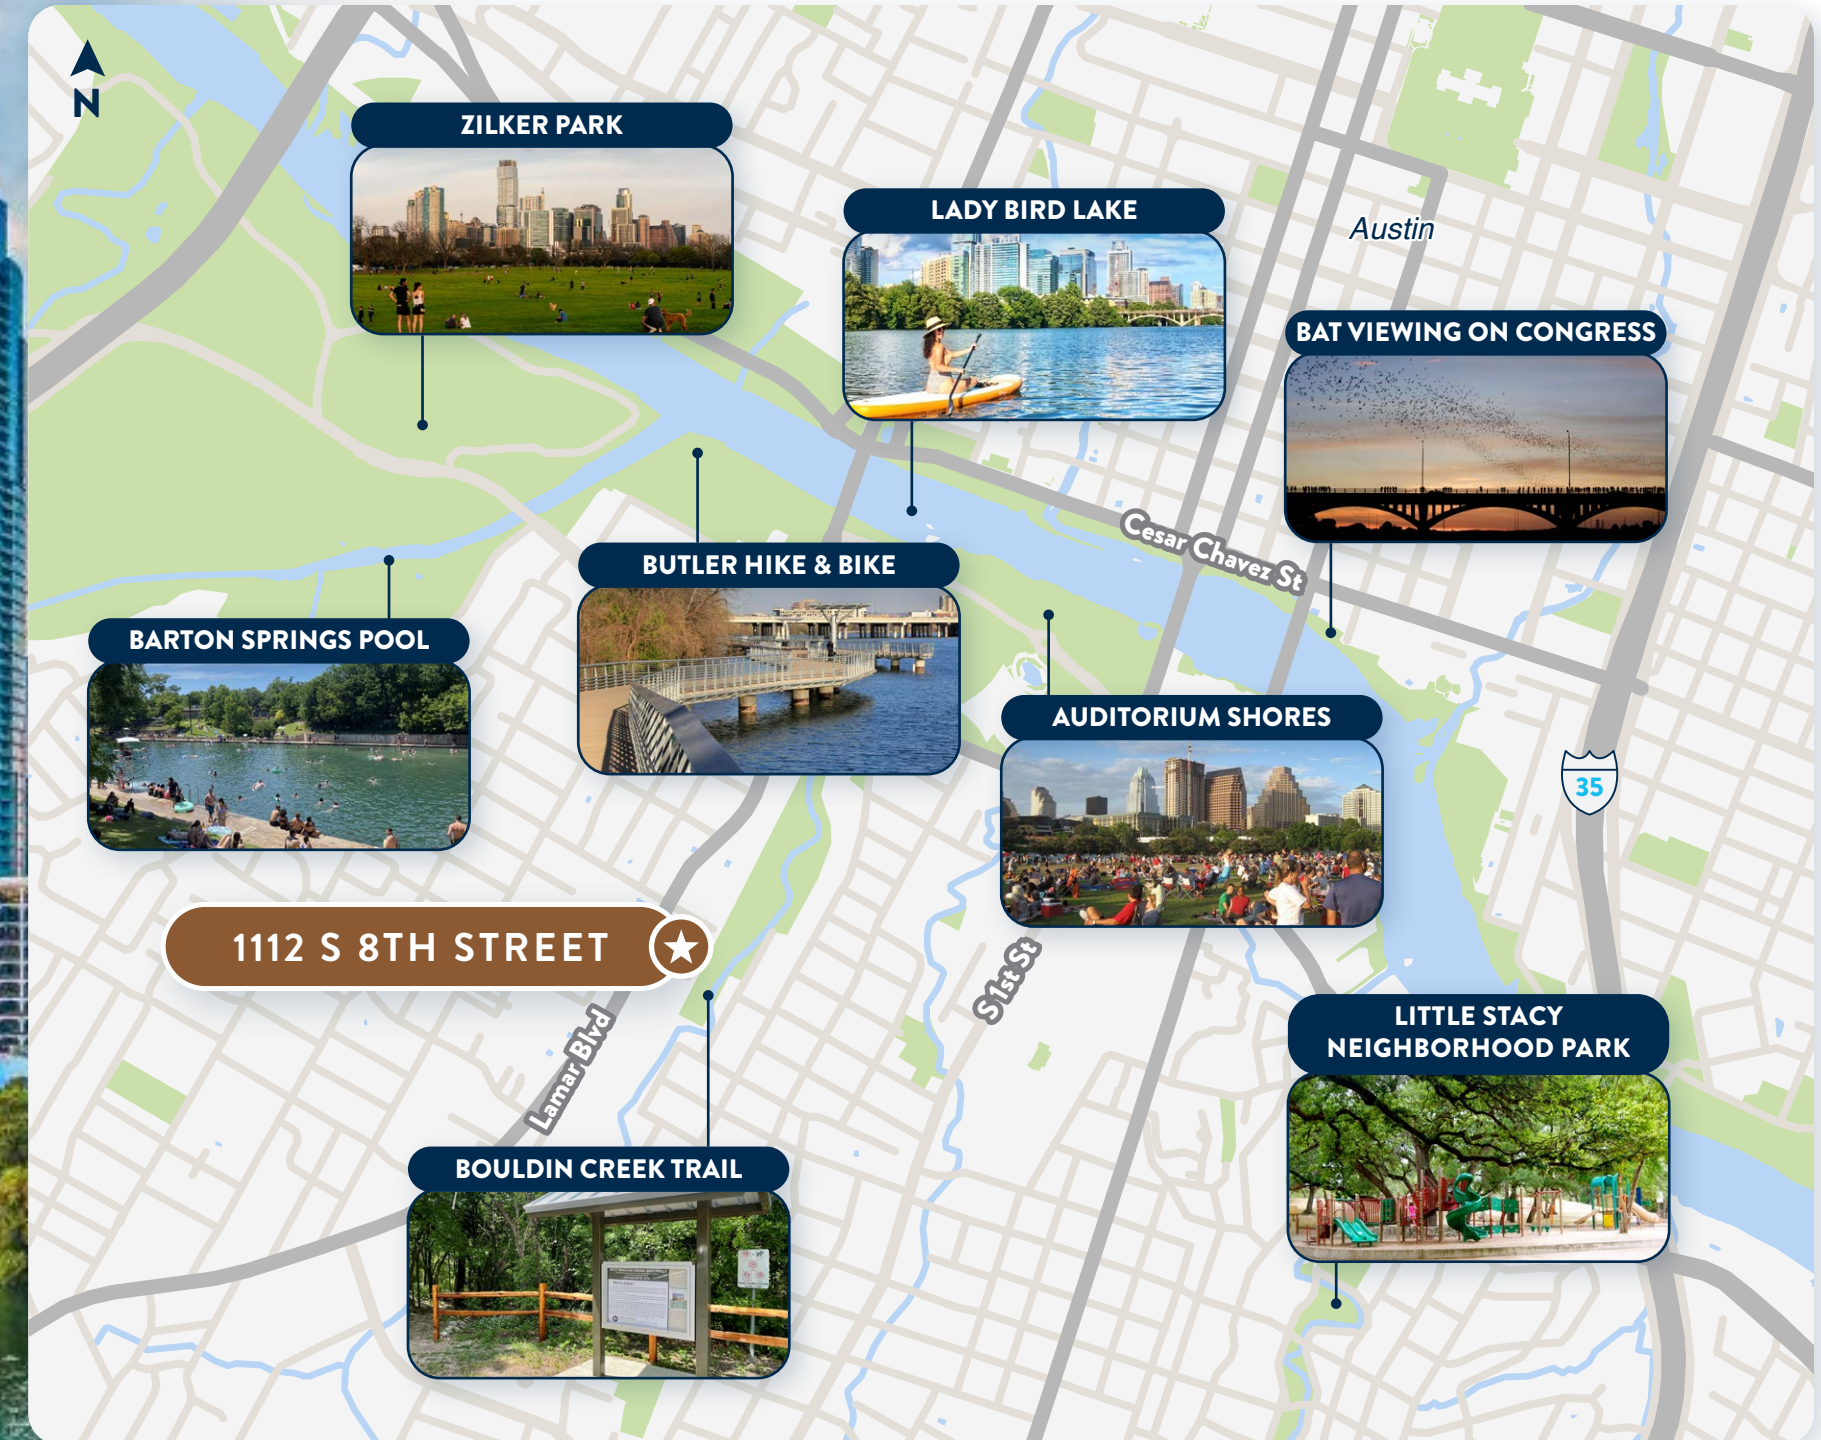 N
ZILKER PARK
LADY BIRD LAKE
Austin
BAT VIEWING ON CONGRESS
Cesar Chavez St
BUTLER HIKE & BIKE
BARTON SPRINGS POOL
AUDITORIUM SHORES
35
1112 S 8TH STREET
S 1st St
Lamar Blvd
LITTLE STACY
NEIGHBORHOOD PARK
BOULDIN CREEK TRAIL